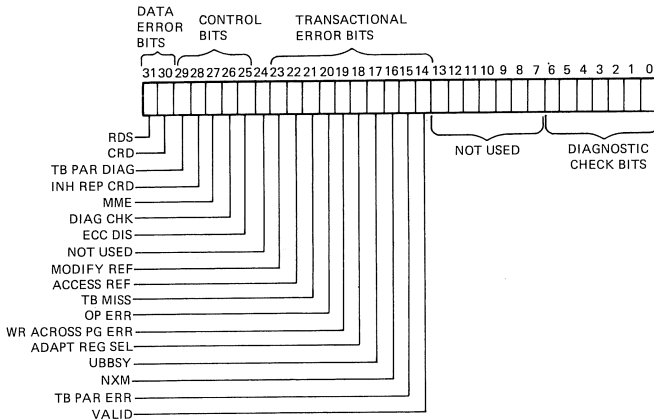 DATA
ERROR
BITS
CONTROL
BITS
TRANSACTIONAL
ERROR BITS
31 30 29 28 27 26 25 24 23 22 21 20 19 18 17 16 15 14 13 12 11 10 9 8 7 6 5 4 3 2 1 0
NOT USED
DIAGNOSTIC
CHECK BITS
RDS
CRD
TB PAR DIAG
INH REP CRD
MME
DIAG CHK
ECC DIS
NOT USED
MODIFY REF
ACCESS REF
TB MISS
OP ERR
WR ACROSS PG ERR
ADAPT REG SEL
UBBSY
NXM
TB PAR ERR
VALID